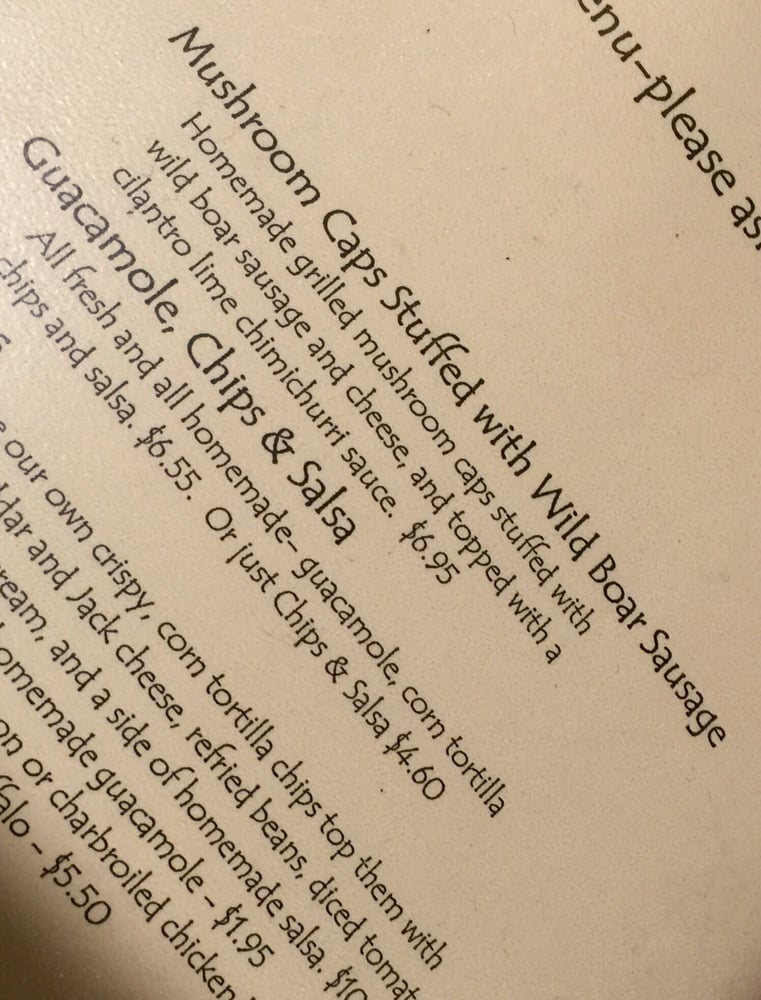 enu-please as
Mushroom Caps Stuffed with Wild Boar Sausage
Homemade grilled mushroom caps stuffed with
wild boar sausage and cheese, and topped with a
cilantro lime chimichurri sauce. $6.95
Guacamole, Chips & Salsa
All fresh and all homemade- guacamole, corn tortilla
chips and salsa. $6.55. Or just Chips & Salsa $4.60
s
e our own crispy, corn tortilla chips top them with
ldar and Jack cheese, refried beans, diced tomat
ream, and a side of homemade salsa. $10
omemade guacamole - $1.95
on or charbroiled chicken
ffalo - $5.50